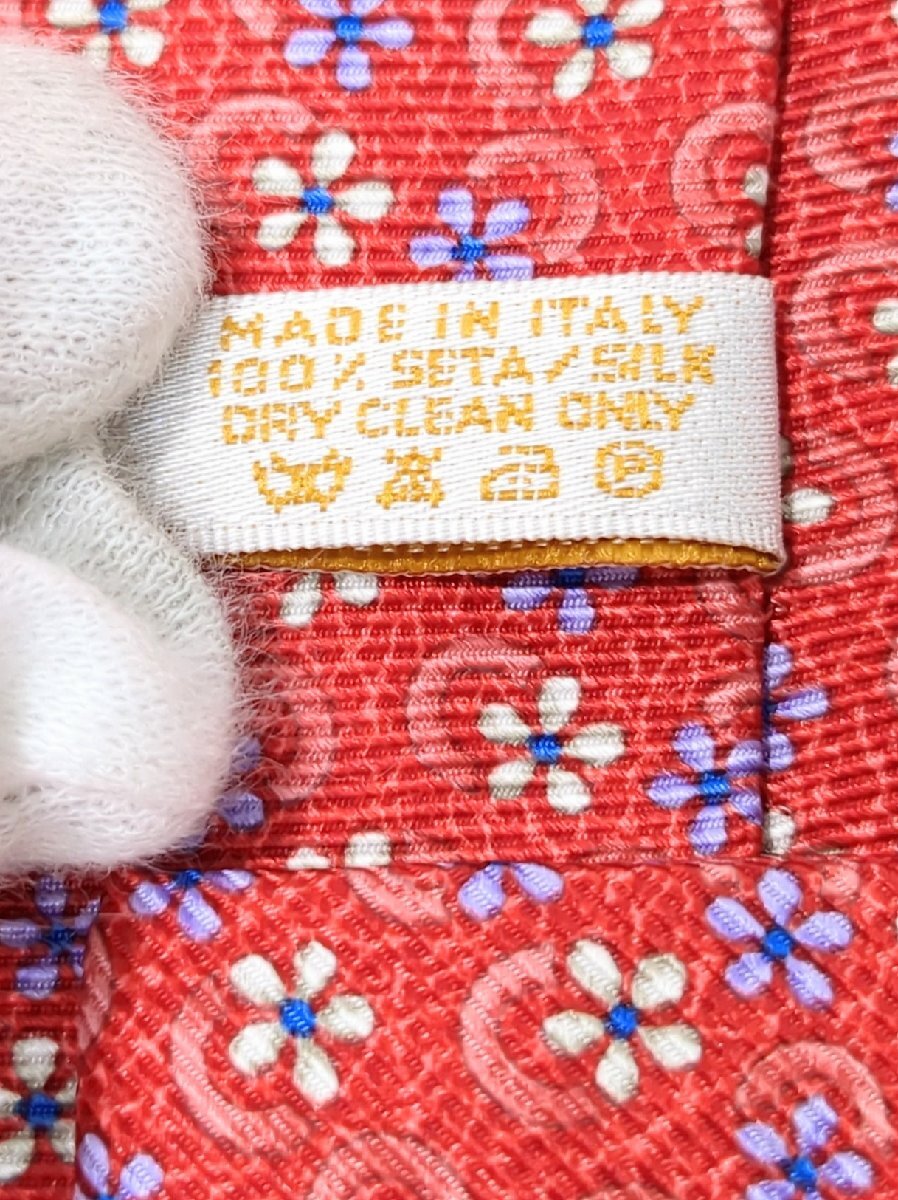 MADE IN ITALY
100% SETA/SILK
DRY CLEAN ONLY
P